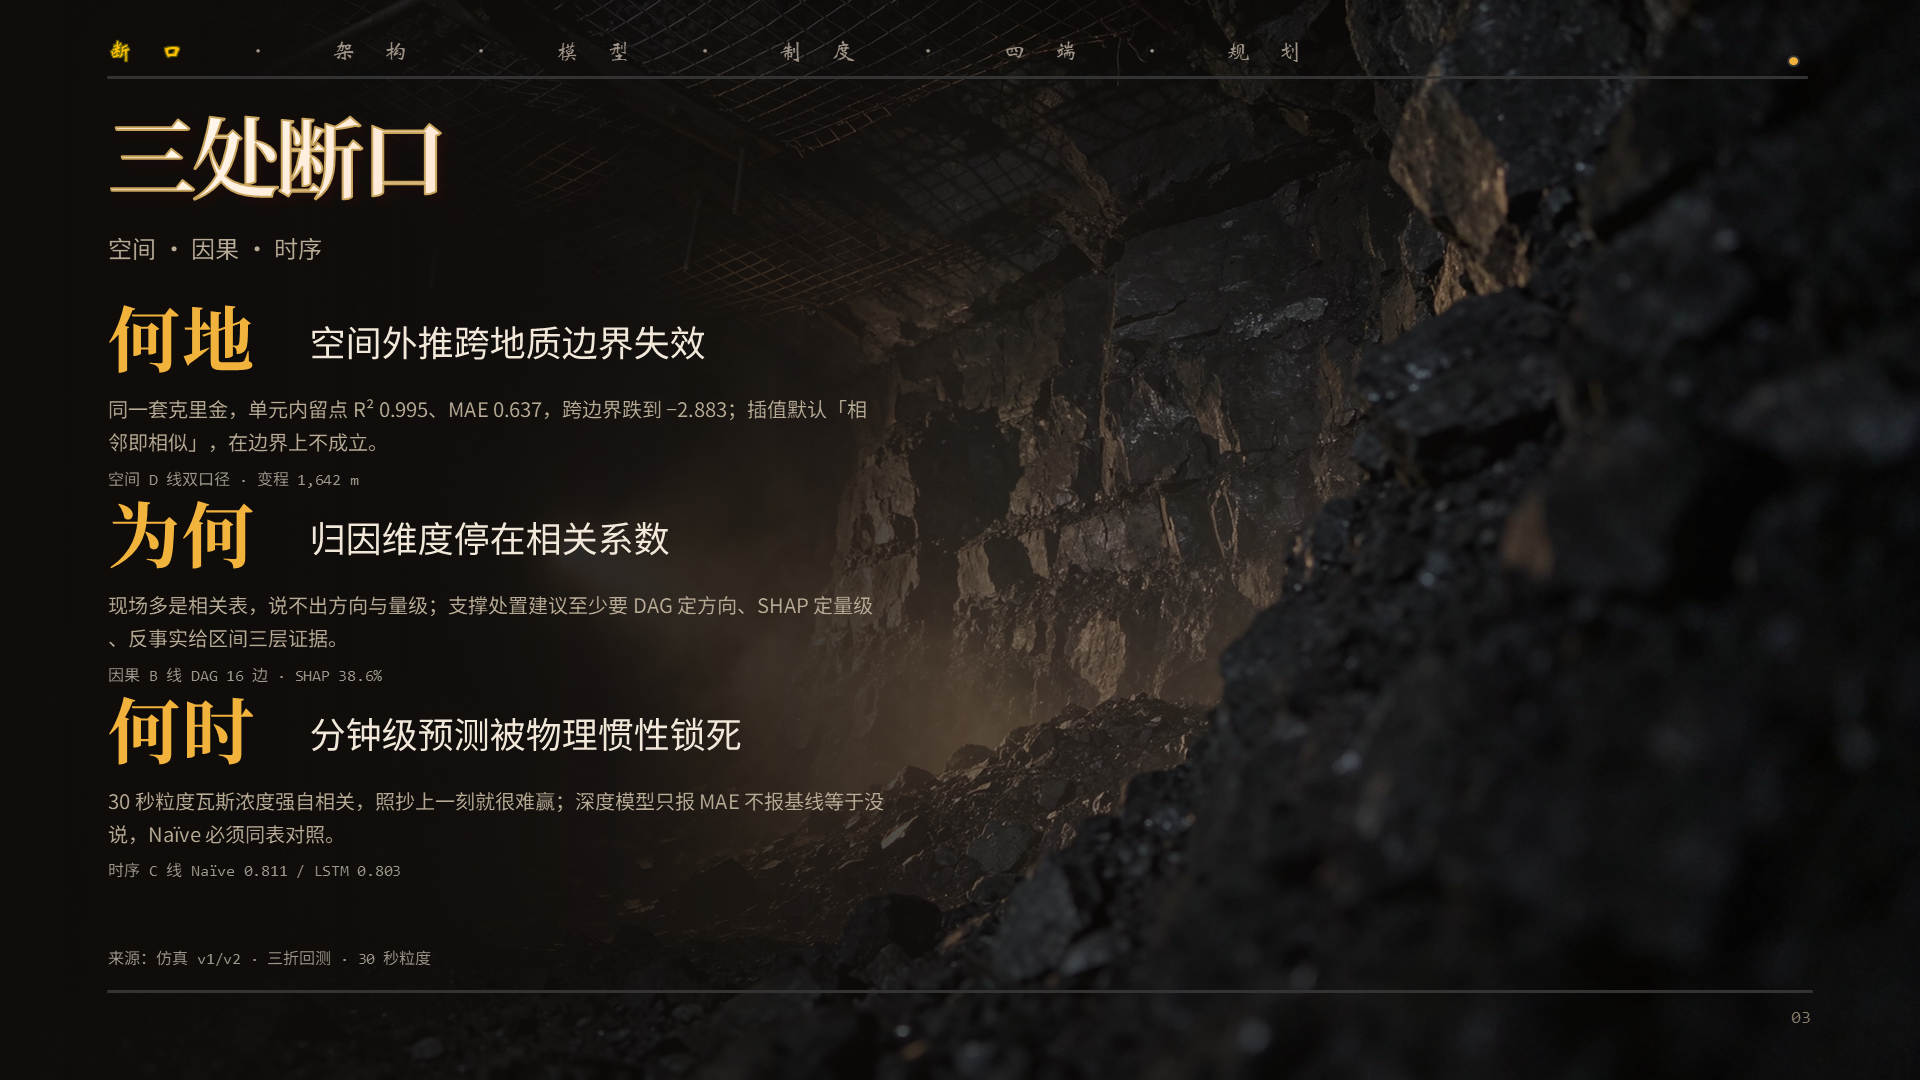 断口 · 架构 · 模型 · 制度 · 四端 · 规划
三处断口
空间 · 因果 · 时序
何地 空间外推跨地质边界失效
同一套克里金，单元内留点 R² 0.995、MAE 0.637，跨边界跌到 −2.883；插值默认「相
邻即相似」，在边界上不成立。
空间 D 线双口径 · 变程 1,642 m
为何 归因维度停在相关系数
现场多是相关表，说不出方向与量级；支撑处置建议至少要 DAG 定方向、SHAP 定量级
、反事实给区间三层证据。
因果 B 线 DAG 16 边 · SHAP 38.6%
何时 分钟级预测被物理惯性锁死
30 秒粒度瓦斯浓度强自相关，照抄上一刻就很难赢；深度模型只报 MAE 不报基线等于没
说，Naïve 必须同表对照。
时序 C 线 Naïve 0.811 / LSTM 0.803
来源：仿真 v1/v2 · 三折回测 · 30 秒粒度
03